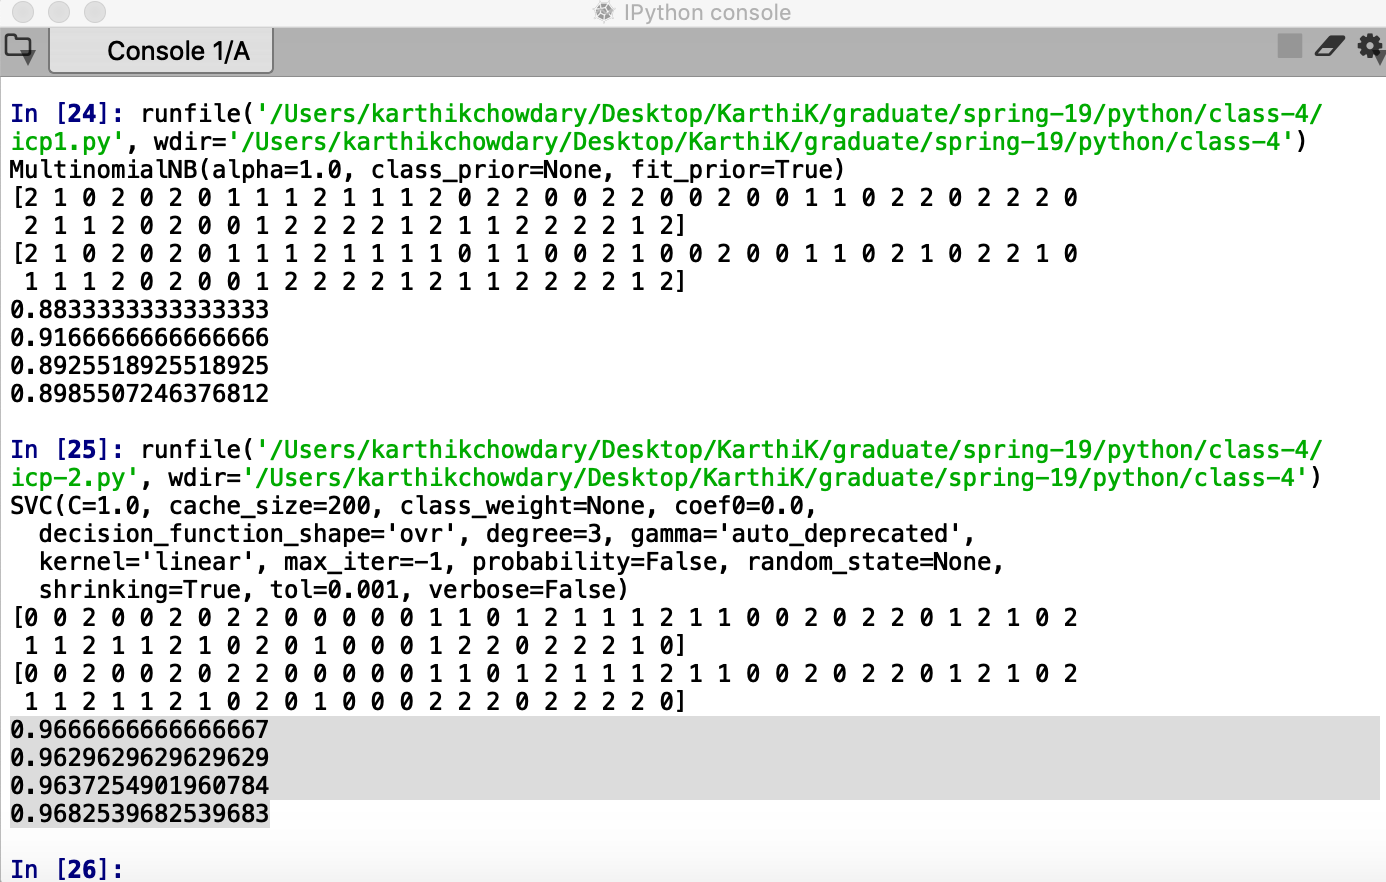 IPython console
Console 1/A
In [24]: runfile('/Users/karthikchowdary/Desktop/KarthiK/graduate/spring-19/python/class-4/
icp1.py', wdir='/Users/karthikchowdary/Desktop/KarthiK/graduate/spring-19/python/class-4')
MultinomialNB(alpha=1.0, class_prior=None, fit_prior=True)
[2 1 0 2 0 2 0 1 1 1 2 1 1 1 2 0 2 2 0 0 2 2 0 0 2 0 0 1 1 0 2 2 0 2 2 2 0
 2 1 1 2 0 2 0 0 1 2 2 2 2 1 2 1 1 2 2 2 2 1 2]
[2 1 0 2 0 2 0 1 1 1 2 1 1 1 1 0 1 1 0 0 2 1 0 0 2 0 0 1 1 0 2 1 0 2 2 1 0
 1 1 1 2 0 2 0 0 1 2 2 2 2 1 2 1 1 2 2 2 2 1 2]
0.8833333333333333
0.9166666666666666
0.8925518925518925
0.8985507246376812
In [25]: runfile('/Users/karthikchowdary/Desktop/KarthiK/graduate/spring-19/python/class-4/
icp-2.py', wdir='/Users/karthikchowdary/Desktop/KarthiK/graduate/spring-19/python/class-4')
SVC(C=1.0, cache_size=200, class_weight=None, coef0=0.0,
  decision_function_shape='ovr', degree=3, gamma='auto_deprecated',
  kernel='linear', max_iter=-1, probability=False, random_state=None,
  shrinking=True, tol=0.001, verbose=False)
[0 0 2 0 0 2 0 2 2 0 0 0 0 0 1 1 0 1 2 1 1 1 2 1 1 0 0 2 0 2 2 0 1 2 1 0 2
 1 1 2 1 1 2 1 0 2 0 1 0 0 0 1 2 2 0 2 2 2 1 0]
[0 0 2 0 0 2 0 2 2 0 0 0 0 0 1 1 0 1 2 1 1 1 2 1 1 0 0 2 0 2 2 0 1 2 1 0 2
 1 1 2 1 1 2 1 0 2 0 1 0 0 0 2 2 2 0 2 2 2 2 0]
0.9666666666666667
0.9629629629629629
0.9637254901960784
0.9682539682539683
In [26]: